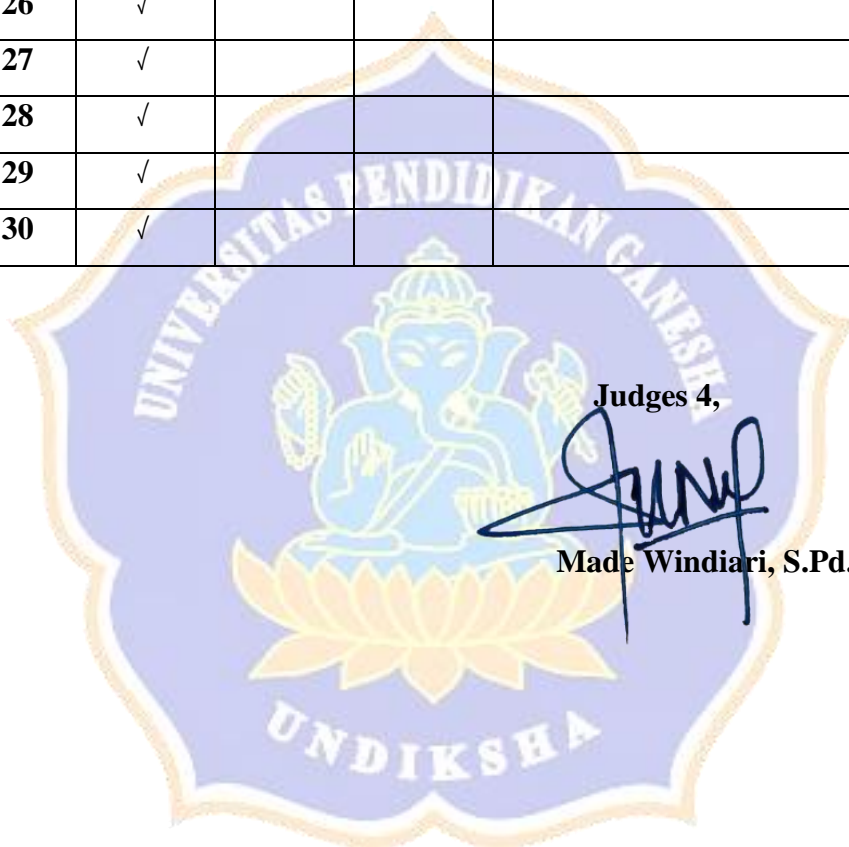 26 √
27 √
28 √
29 √
30 √
UNIVERSITAS PENDIDIKAN GANESHA
Judges 4,
Made Windiari, S.Pd.
UNDIKSHA